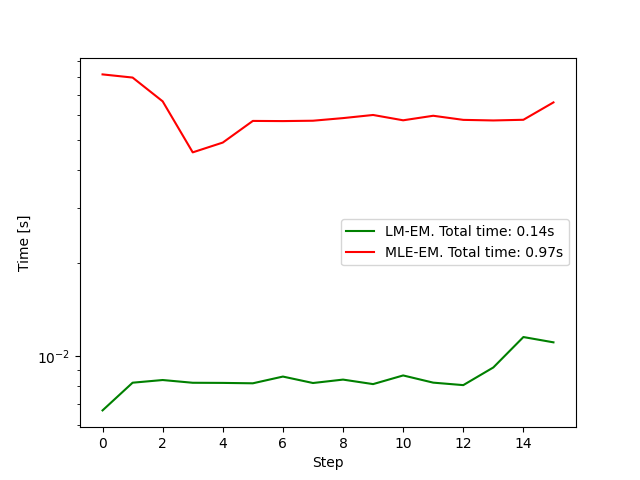 Time [s]
10⁻²
LM-EM. Total time: 0.14s
MLE-EM. Total time: 0.97s
0 2 4 6 8 10 12 14
Step